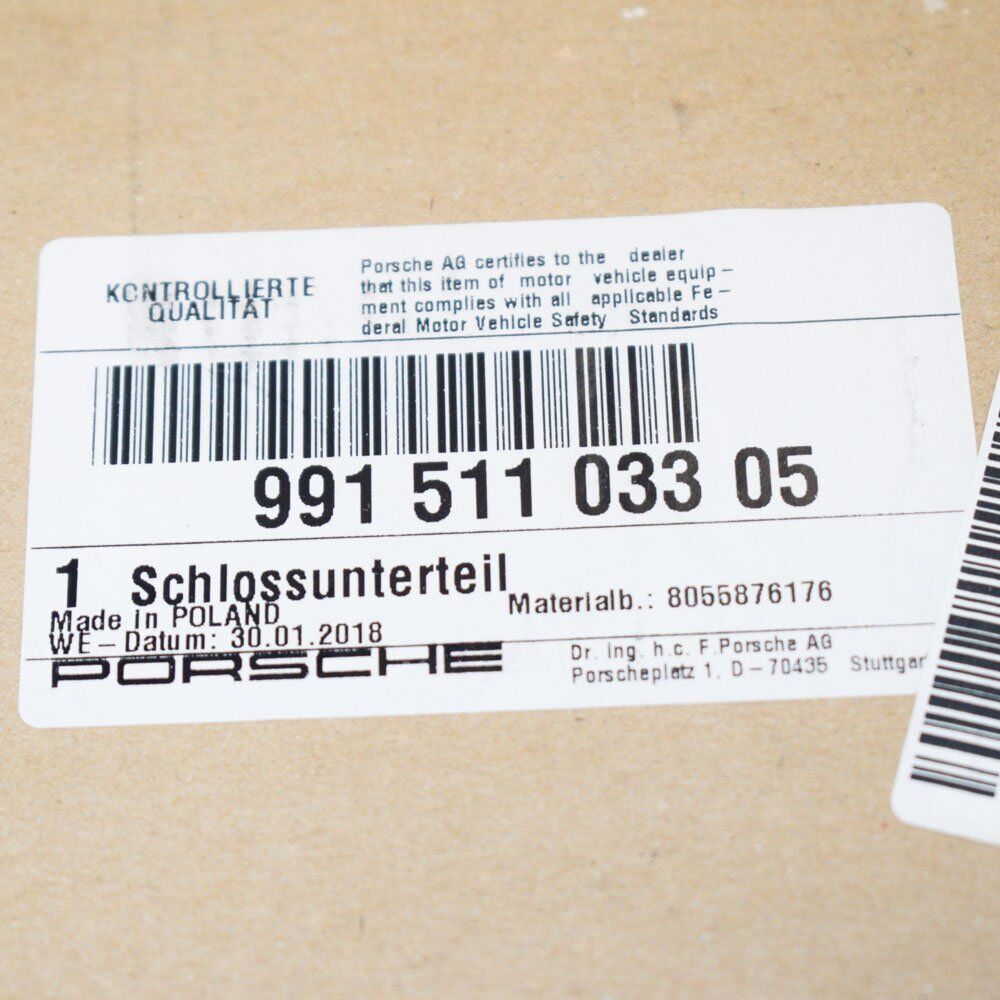 KONTROLLIERTE
QUALITÄT
Porsche AG certifies to the dealer
that this item of motor vehicle equip-
ment complies with all applicable Fe-
deral Motor Vehicle Safety Standards
991 511 033 05
1 Schlossunterteil
Made in POLAND
Materialb.: 8055876176
WE-Datum: 30.01.2018
PORSCHE
Dr. Ing. h.c. F.Porsche AG
Porscheplatz 1, D-70435 Stuttgar